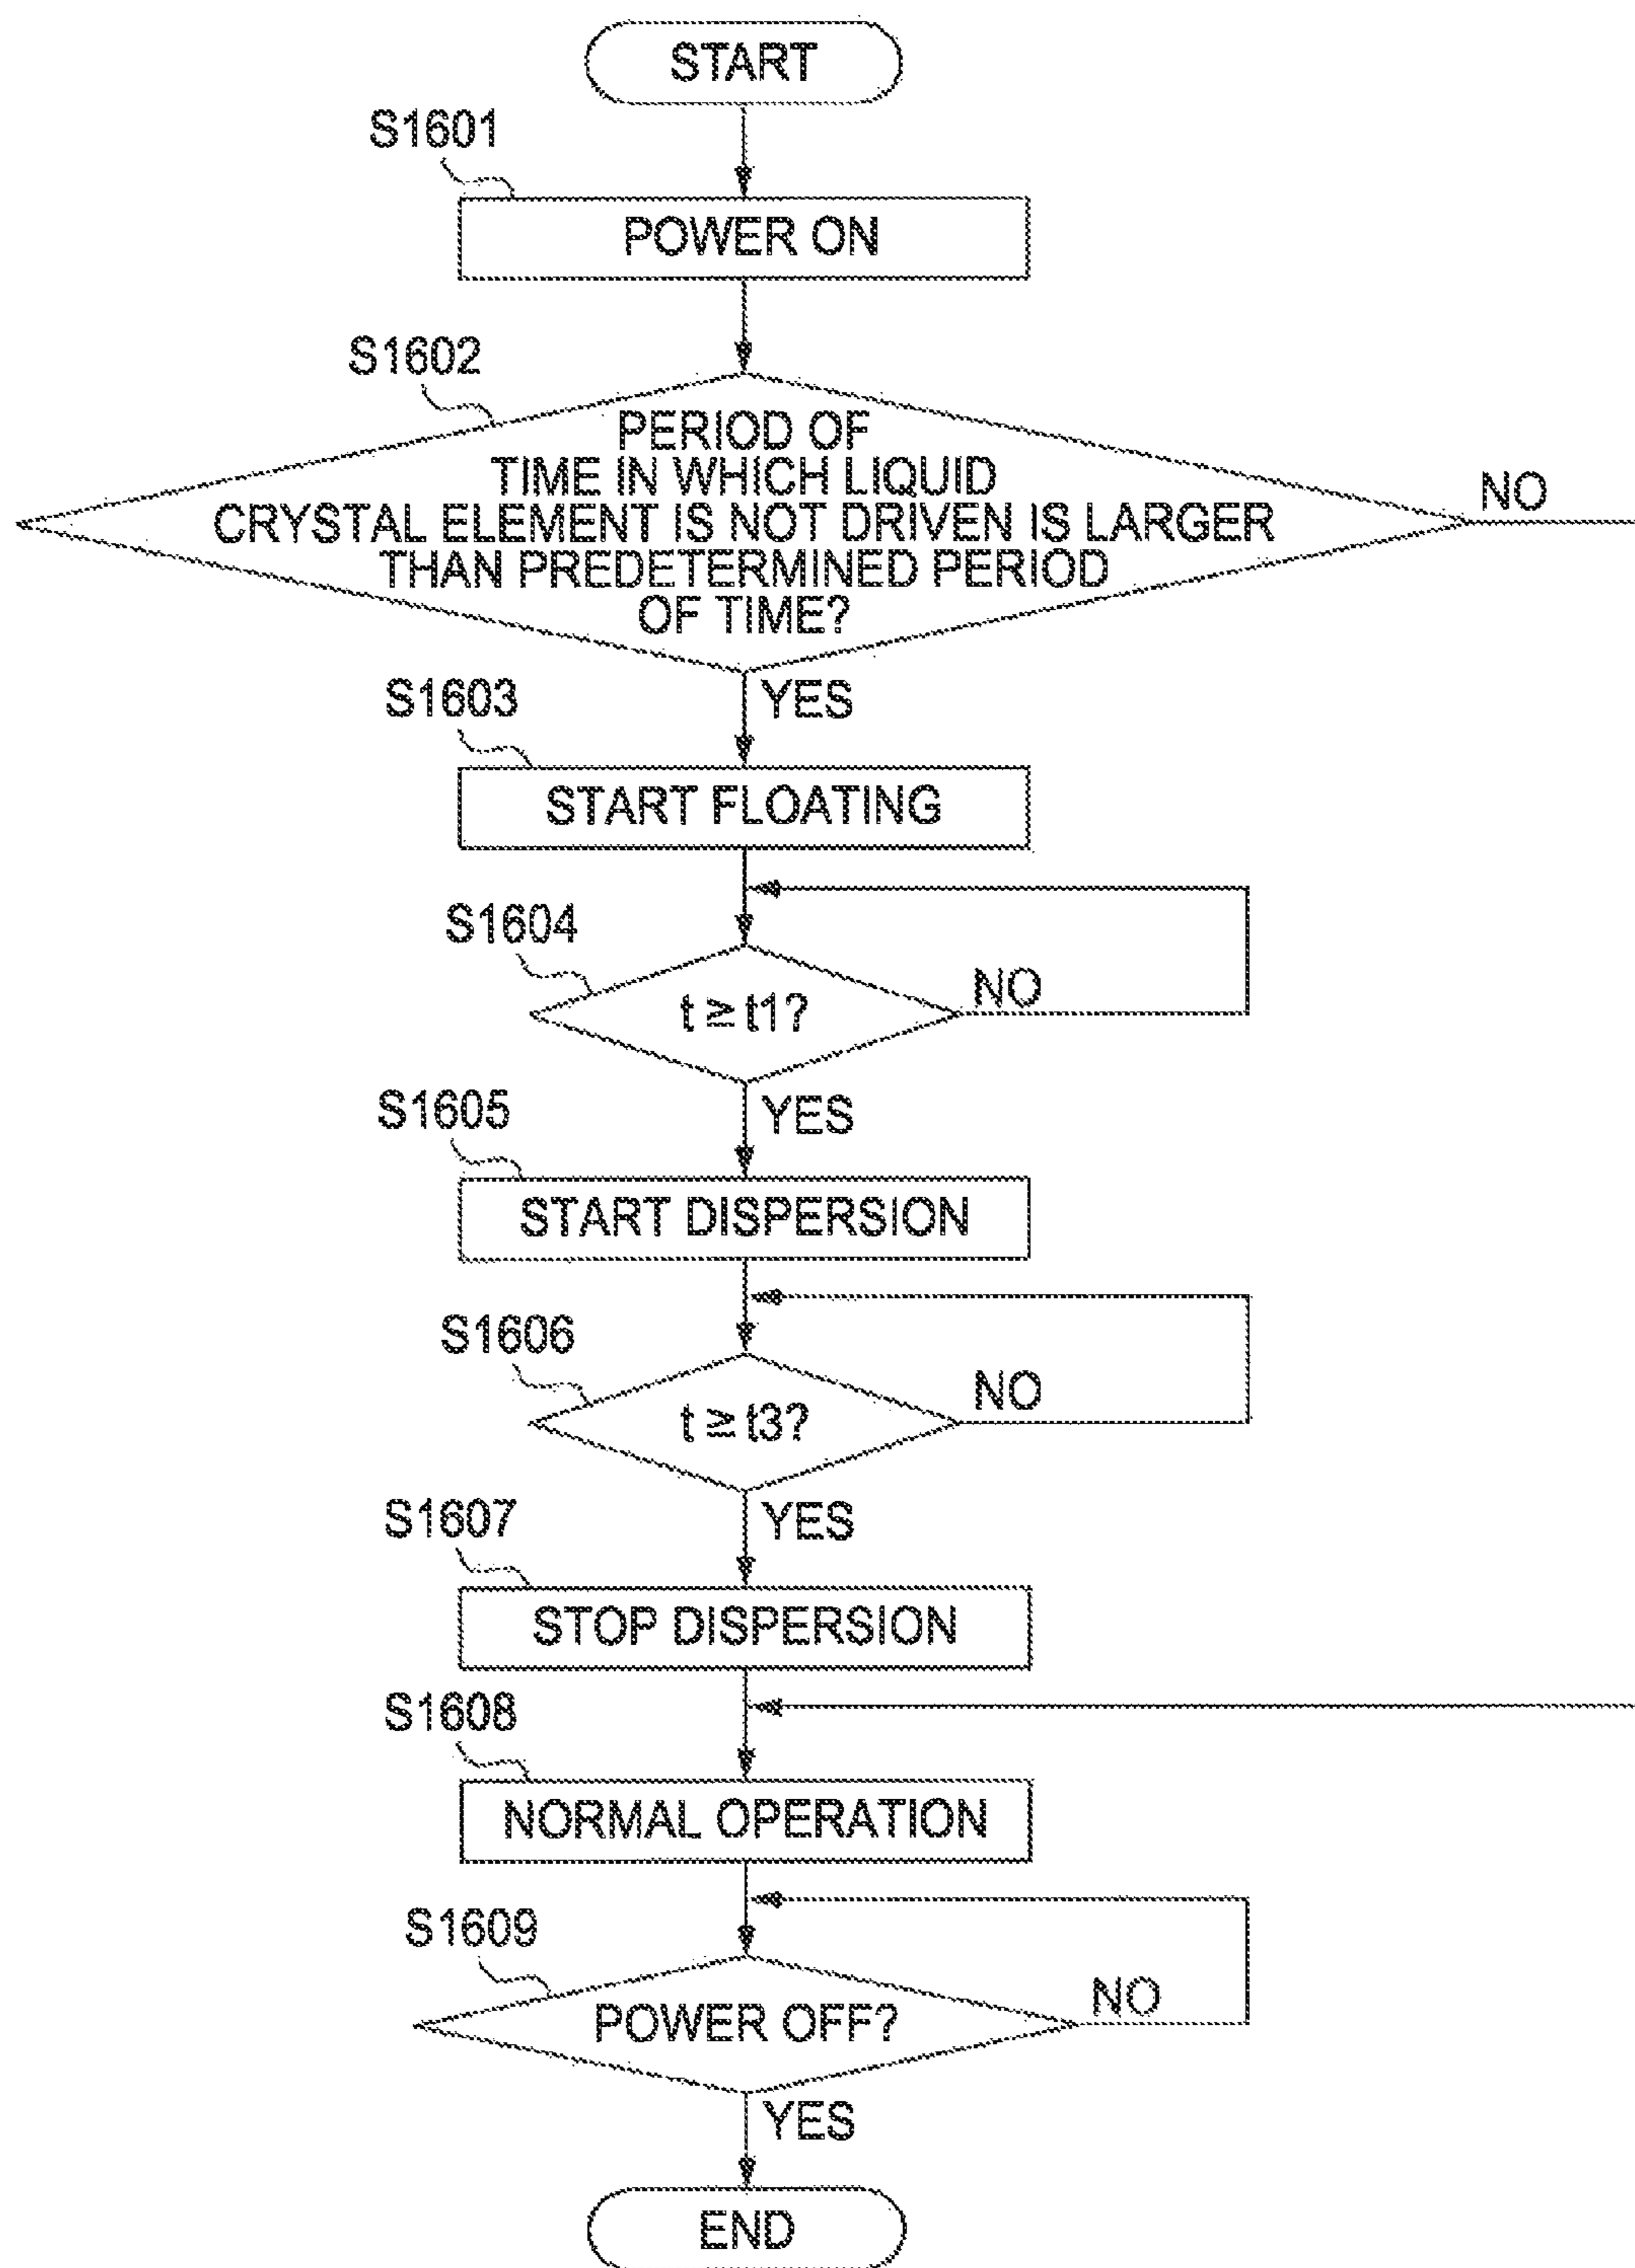 START
S1601
POWER ON
S1602
PERIOD OF
TIME IN WHICH LIQUID
CRYSTAL ELEMENT IS NOT DRIVEN IS LARGER
THAN PREDETERMINED PERIOD
OF TIME?
NO
YES
S1603
START FLOATING
S1604
t ≧ t1?
NO
YES
S1605
START DISPERSION
S1606
t ≧ t3?
NO
YES
S1607
STOP DISPERSION
S1608
NORMAL OPERATION
S1609
POWER OFF?
NO
YES
END